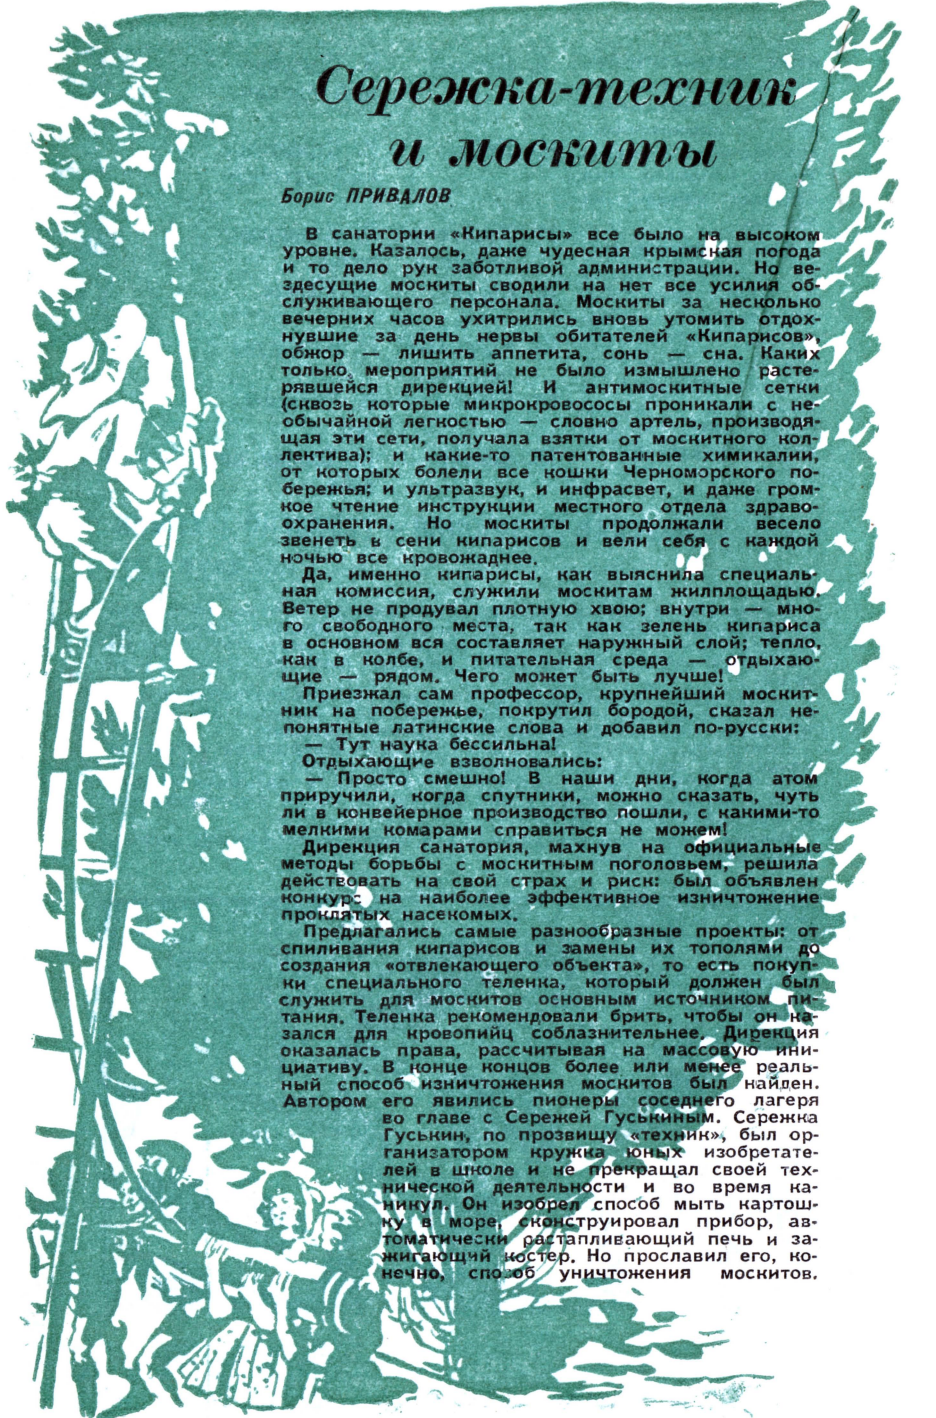 Сережка-техник
и москиты
Борис ПРИВАЛОВ
В санатории «Кипарисы» все было на высоком
уровне. Казалось, даже чудесная крымская погода
и то дело рук заботливой администрации. Но ве-
здесущие москиты сводили на нет все усилия об-
служивающего персонала. Москиты за несколько
вечерних часов ухитрились вновь утомить отдох-
нувшие за день нервы обитателей «Кипарисов»,
обжор — лишить аппетита, сонь — сна. Каких
только мероприятий не было измышлено расте-
рявшейся дирекцией! И антимоскитные сетки
(сквозь которые микрокровососы проникали с не-
обычайной легкостью — словно артель, производя-
щая эти сети, получала взятки от москитного кол-
лектива); и какие-то патентованные химикалии,
от которых болели все кошки Черноморского по-
бережья; и ультразвук, и инфрасвет, и даже гром-
кое чтение инструкции местного отдела здраво-
охранения. Но москиты продолжали весело
звенеть в сени кипарисов и вели себя с каждой
ночью все кровожаднее.
Да, именно кипарисы, как выяснила специаль-
ная комиссия, служили москитам жилплощадью.
Ветер не продувал плотную хвою; внутри — мно-
го свободного места, так как зелень кипариса
в основном вся составляет наружный слой; тепло,
как в колбе, и питательная среда — отдыхаю-
щие — рядом. Чего может быть лучше!
Приезжал сам профессор, крупнейший москит-
ник на побережье, покрутил бородой, сказал не-
понятные латинские слова и добавил по-русски:
— Тут наука бессильна!
Отдыхающие взволновались:
— Просто смешно! В наши дни, когда атом
приручили, когда спутники, можно сказать, чуть
ли в конвейерное производство пошли, с какими-то
мелкими комарами справиться не можем!
Дирекция санатория, махнув на официальные
методы борьбы с москитным поголовьем, решила
действовать на свой страх и риск: был объявлен
конкурс на наиболее эффективное изничтожение
проклятых насекомых.
Предлагались самые разнообразные проекты: от
спиливания кипарисов и замены их тополями до
создания «отвлекающего объекта», то есть покуп-
ки специального теленка, который должен был
служить для москитов основным источником пи-
тания. Теленка рекомендовали брить, чтобы он ка-
зался для кровопийц соблазнительнее. Дирекция
оказалась права, рассчитывая на массовую ини-
циативу. В конце концов более или менее реаль-
ный способ изничтожения москитов был найден.
Автором его явились пионеры соседнего лагеря
во главе с Сережей Гуськиным. Сережка
Гуськин, по прозвищу «техник», был ор-
ганизатором кружка юных изобретате-
лей в школе и не прекращал своей тех-
нической деятельности и во время ка-
никул. Он изобрел способ мыть картош-
ку в море, сконструировал прибор, ав-
томатически растапливающий печь и за-
жигающий костер. Но прославил его, ко-
нечно, способ уничтожения москитов.